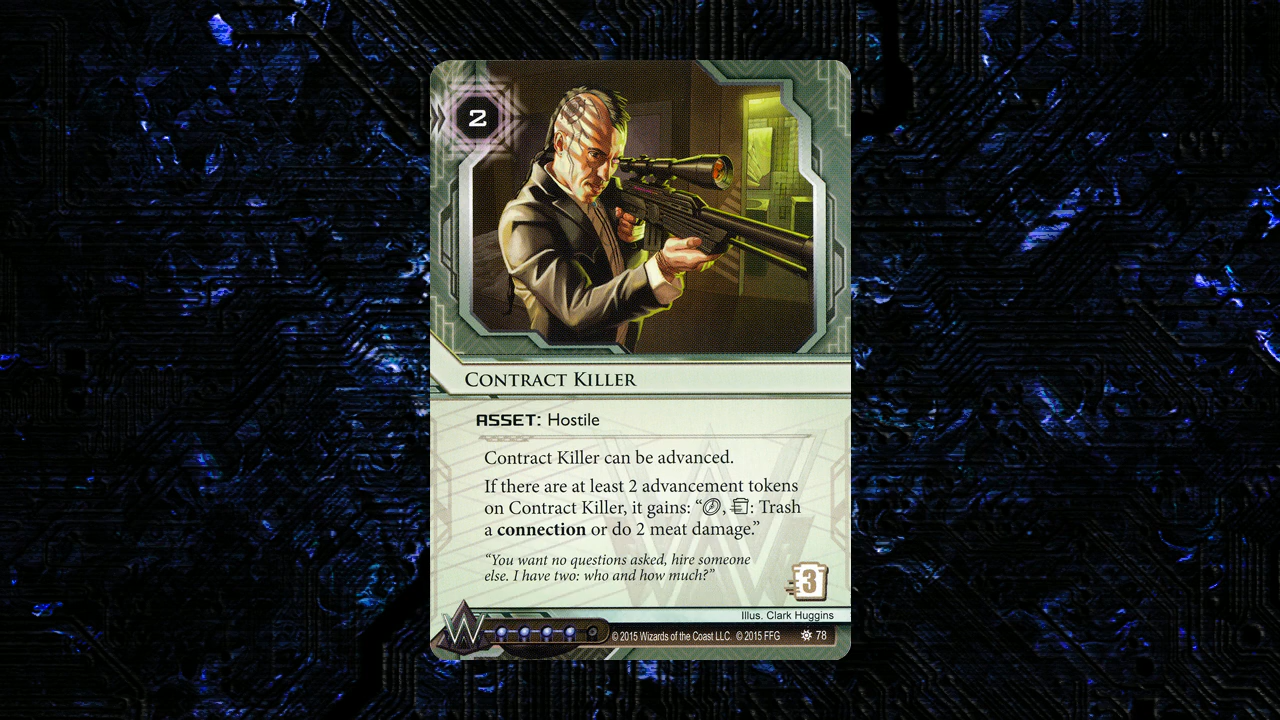 2
CONTRACT KILLER
ASSET: Hostile
Contract Killer can be advanced.
If there are at least 2 advancement tokens
on Contract Killer, it gains: “ , : Trash
a connection or do 2 meat damage.”
“You want no questions asked, hire someone
else. I have two: who and how much?”
3
Illus. Clark Huggins
© 2015 Wizards of the Coast LLC. © 2015 FFG 78